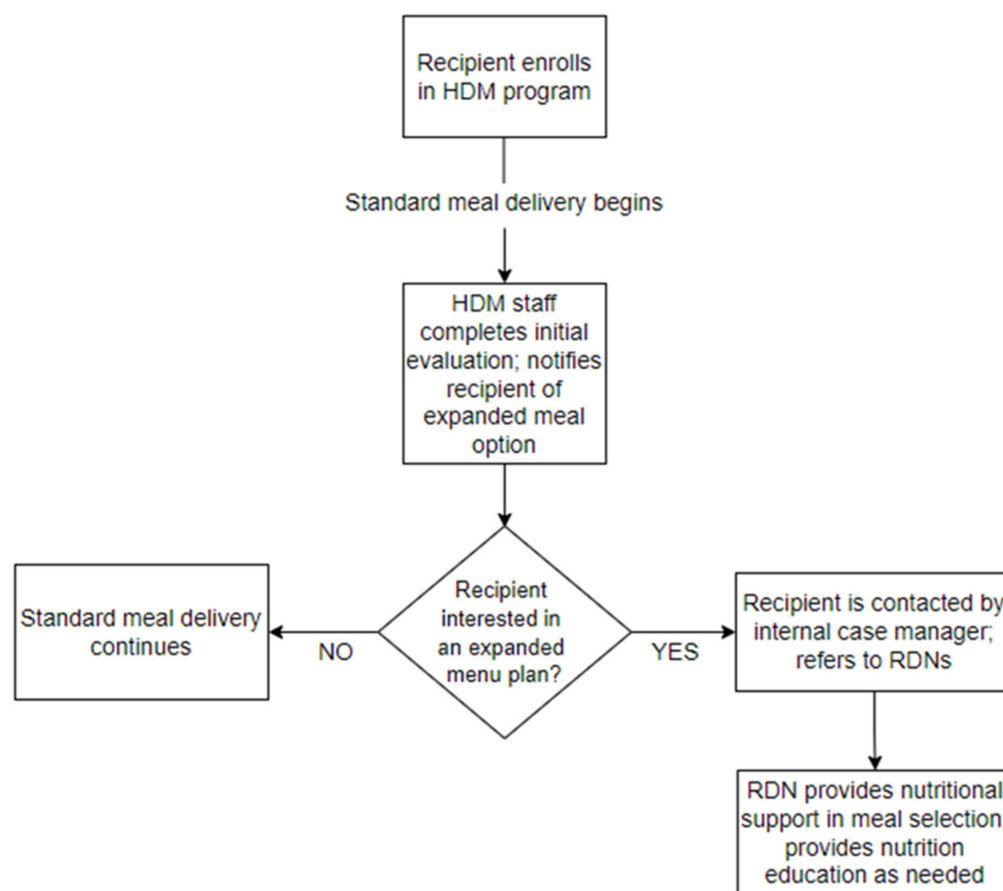 Recipient enrolls
in HDM program
Standard meal delivery begins
HDM staff
completes initial
evaluation; notifies
recipient of
expanded meal
option
Recipient
interested in
an expanded
menu plan?
NO
YES
Standard meal delivery
continues
Recipient is contacted by
internal case manager;
refers to RDNs
RDN provides nutritional
support in meal selection
provides nutrition
education as needed